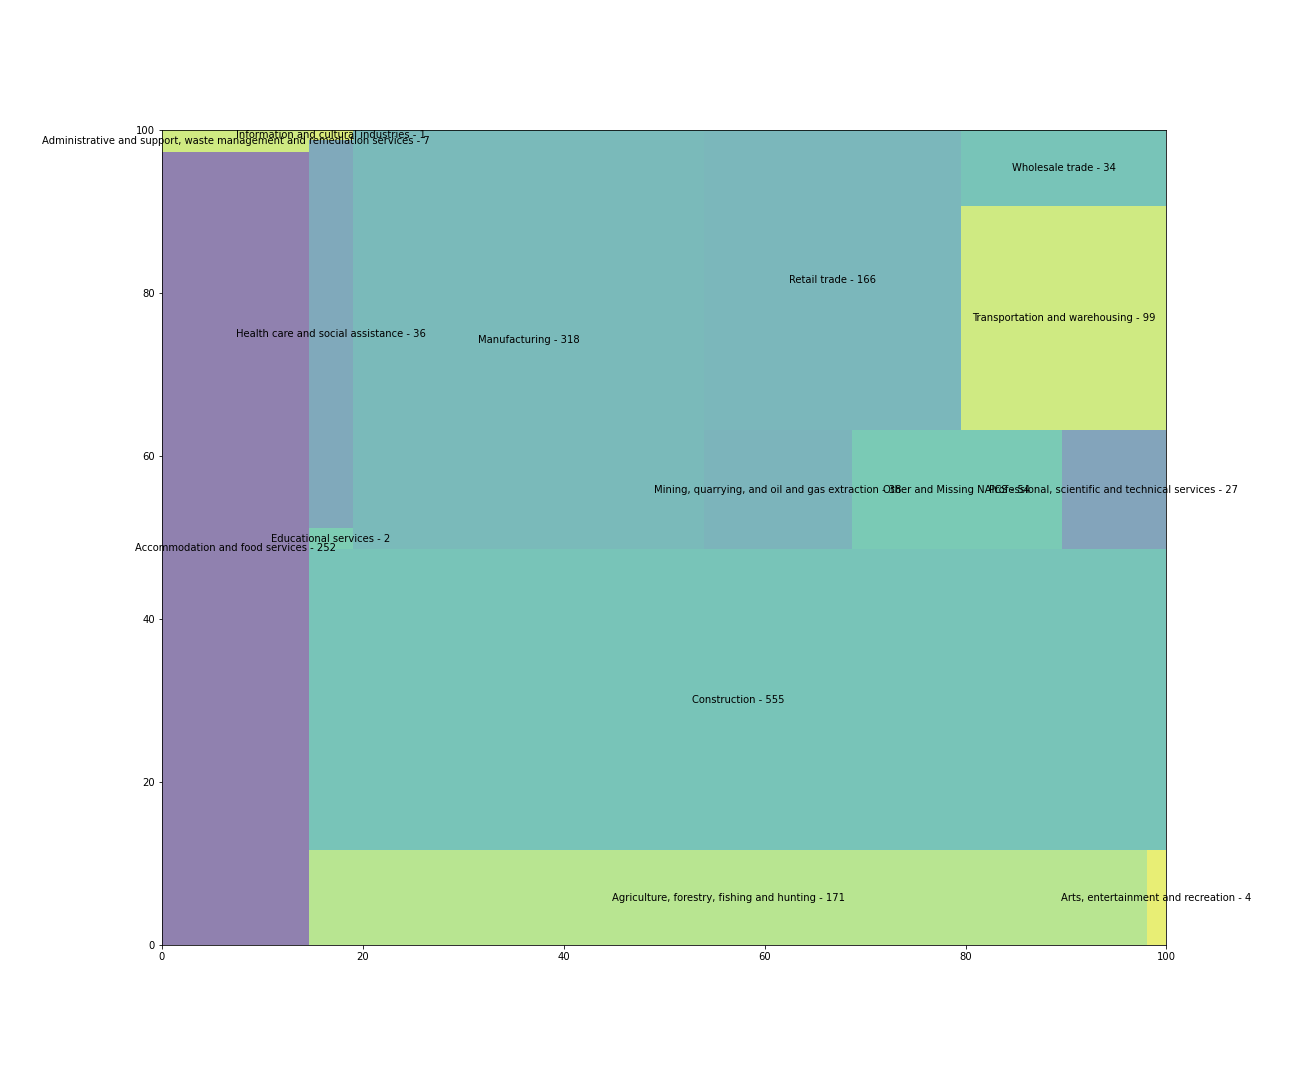 100
Information and cultural industries - 1
Administrative and support, waste management and remediation services - 7
Wholesale trade - 34
80
Retail trade - 166
Transportation and warehousing - 99
Health care and social assistance - 36
Manufacturing - 318
60
Mining, quarrying, and oil and gas extraction - 38
Other and Missing NAICS - 54
Professional, scientific and technical services - 27
Educational services - 2
Accommodation and food services - 252
40
Construction - 555
20
Agriculture, forestry, fishing and hunting - 171
Arts, entertainment and recreation - 4
0
0 20 40 60 80 100